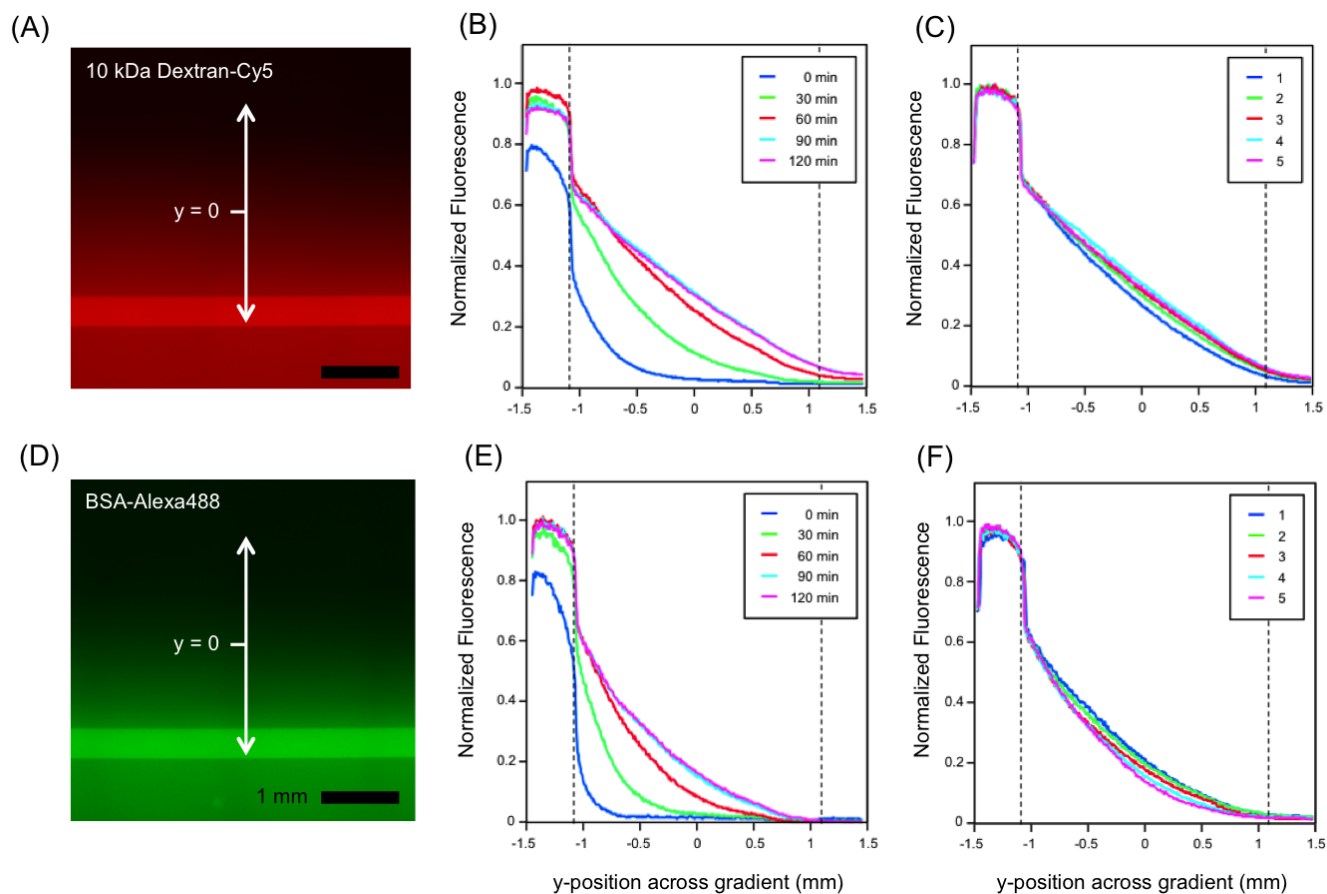 (A)
10 kDa Dextran-Cy5
y = 0
(B)
Normalized Fluorescence
1.0
0.8
0.6
0.4
0.2
0
-1.5
-1
-0.5
0
0.5
1
1.5
0 min
30 min
60 min
90 min
120 min
(C)
Normalized Fluorescence
1.0
0.8
0.6
0.4
0.2
0
-1.5
-1
-0.5
0
0.5
1
1.5
1
2
3
4
5
(D)
BSA-Alexa488
y = 0
1 mm
(E)
Normalized Fluorescence
1.0
0.8
0.6
0.4
0.2
0
-1.5
-1
-0.5
0
0.5
1
1.5
y-position across gradient (mm)
0 min
30 min
60 min
90 min
120 min
(F)
Normalized Fluorescence
1.0
0.8
0.6
0.4
0.2
0
-1.5
-1
-0.5
0
0.5
1
1.5
y-position across gradient (mm)
1
2
3
4
5